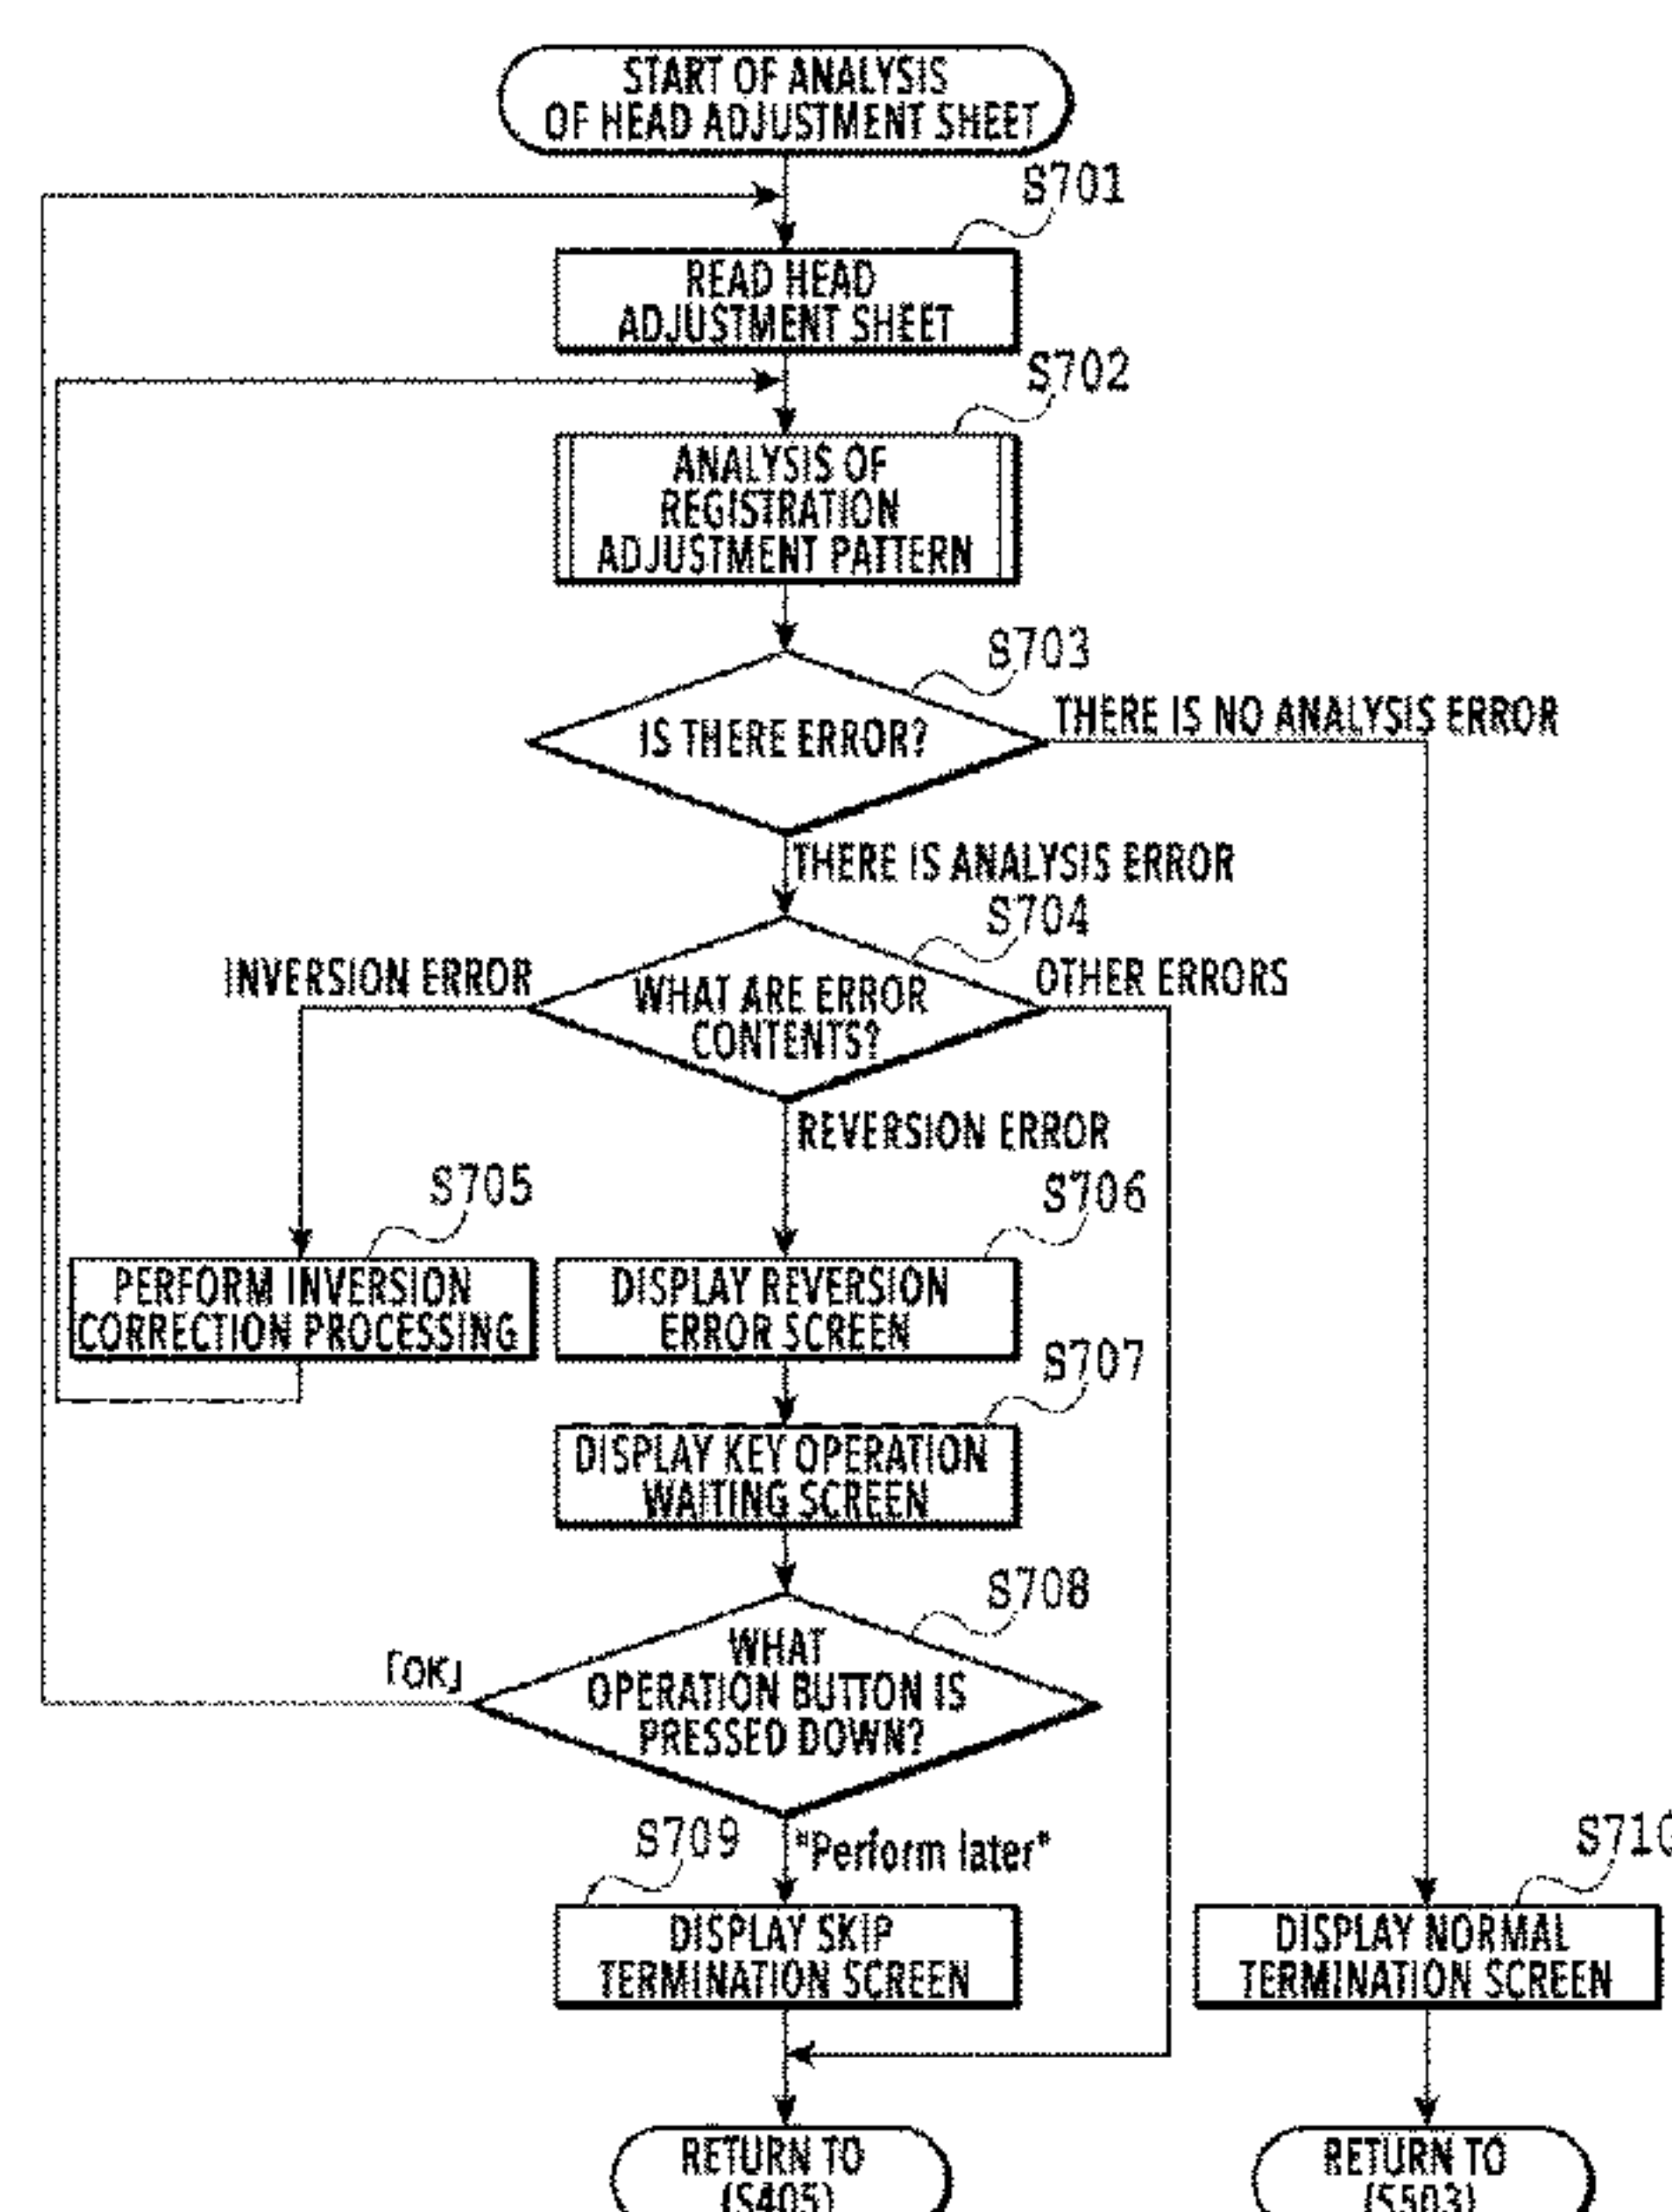 START OF ANALYSIS
OF HEAD ADJUSTMENT SHEET
S701
READ HEAD
ADJUSTMENT SHEET
S702
ANALYSIS OF
REGISTRATION
ADJUSTMENT PATTERN
S703
IS THERE ERROR?
THERE IS NO ANALYSIS ERROR
THERE IS ANALYSIS ERROR
S704
INVERSION ERROR
WHAT ARE ERROR
CONTENTS?
OTHER ERRORS
REVERSION ERROR
S705
S706
PERFORM INVERSION
CORRECTION PROCESSING
DISPLAY REVERSION
ERROR SCREEN
S707
DISPLAY KEY OPERATION
WAITING SCREEN
S708
「OK」
WHAT
OPERATION BUTTON IS
PRESSED DOWN?
S709
"Perform later"
S710
DISPLAY SKIP
TERMINATION SCREEN
DISPLAY NORMAL
TERMINATION SCREEN
RETURN TO
(S405)
RETURN TO
(S503)